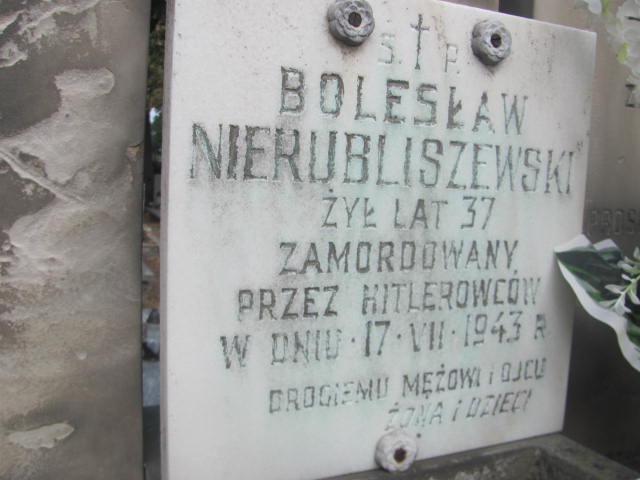 Ś. † P.
BOLESŁAW
NIERUBLISZEWSKI
ŻYŁ LAT 37
ZAMORDOWANY
PRZEZ HITLEROWCÓW
W DNIU · 17 · VII · 1943 R
DROGIEMU MĘŻOWI I OJCU
ŻONA I DZIECI